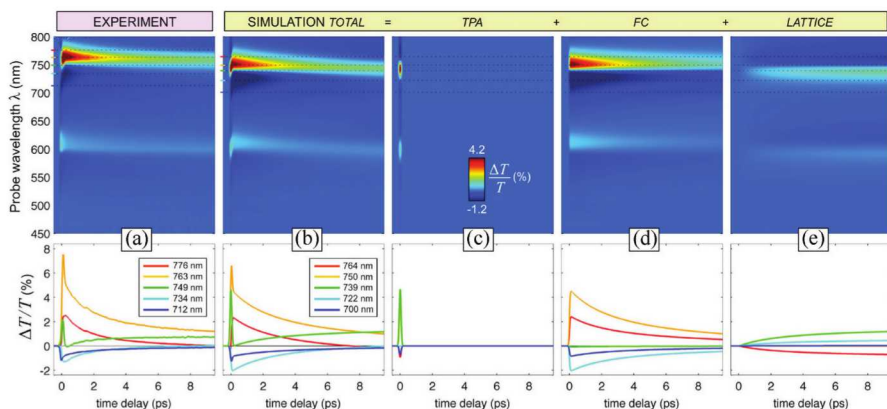 EXPERIMENT SIMULATION TOTAL = TPA + FC + LATTICE
Probe wavelength λ (nm)
800
750
700
650
600
550
500
450
4.2
ΔT/T (%)
-1.2
(a) (b) (c) (d) (e)
ΔT/T (%)
8
6
4
2
0
-2
776 nm
763 nm
749 nm
734 nm
712 nm
764 nm
750 nm
739 nm
722 nm
700 nm
0 2 4 6 8 0 2 4 6 8 0 2 4 6 8 0 2 4 6 8 0 2 4 6 8
time delay (ps) time delay (ps) time delay (ps) time delay (ps) time delay (ps)